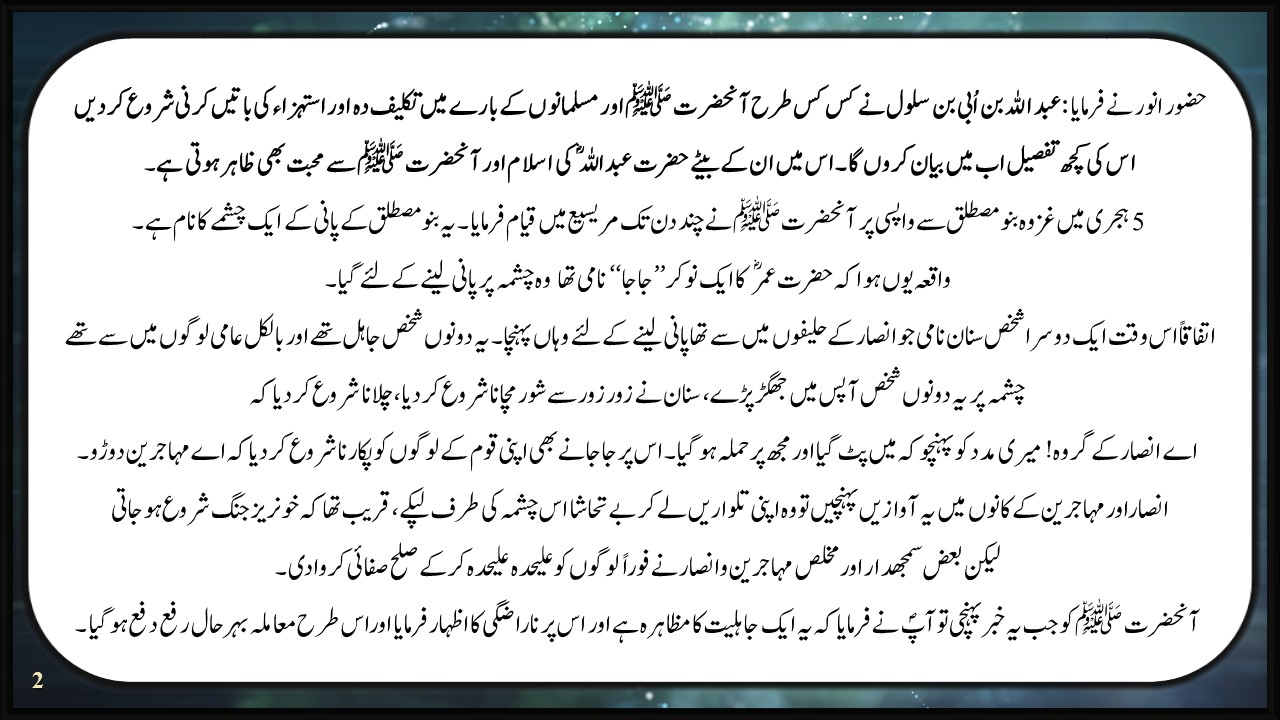 حضور انور نے فرمایا: عبد اللہ بن اُبی بن سلول نے کس کس طرح آنحضرت ﷺ اور مسلمانوں کے بارے میں تکلیف دہ اور استہزاء کی باتیں کرنی شروع کر دیں
اس کی کچھ تفصیل اب میں بیان کروں گا۔ اس میں ان کے بیٹے حضرت عبد اللہؓ کی اسلام اور آنحضرت ﷺ سے محبت بھی ظاہر ہوتی ہے۔
5 ہجری میں غزوہ بنو مصطلق سے واپسی پر آنحضرت ﷺ نے چند دن تک مریسیع میں قیام فرمایا۔ یہ بنو مصطلق کے پانی کے ایک چشمے کا نام ہے۔
واقعہ یوں ہوا کہ حضرت عمرؓ کا ایک نوکر ’’جاجا‘‘ نامی تھا وہ چشمہ پر پانی لینے کے لئے گیا۔
اتفاقاً اس وقت ایک دوسرا شخص سنان نامی جو انصار کے حلیفوں میں سے تھا پانی لینے کے لئے وہاں پہنچا۔ یہ دونوں شخص جاہل تھے اور بالکل عامی لوگوں میں سے تھے
چشمہ پر یہ دونوں شخص آپس میں جھگڑ پڑے، سنان نے زور زور سے شور مچانا شروع کر دیا، چلانا شروع کر دیا کہ
اے انصار کے گروہ! میری مدد کو پہنچو کہ میں پٹ گیا اور مجھ پر حملہ ہو گیا۔ اس پر جاجا نے بھی اپنی قوم کے لوگوں کو پکارنا شروع کر دیا کہ اے مہاجرین دوڑو۔
انصار اور مہاجرین کے کانوں میں یہ آوازیں پہنچیں تو وہ اپنی تلواریں لے کر بے تحاشا اس چشمہ کی طرف لپکے، قریب تھا کہ خونریز جنگ شروع ہو جاتی
لیکن بعض سمجھدار اور مخلص مہاجرین و انصار نے فوراً لوگوں کو علیحدہ علیحدہ کر کے صلح صفائی کروا دی۔
آنحضرت ﷺ کو جب یہ خبر پہنچی تو آپؐ نے فرمایا کہ یہ ایک جاہلیت کا مظاہرہ ہے اور اس پر ناراضگی کا اظہار فرمایا اور اس طرح معاملہ بہرحال رفع دفع ہو گیا۔
2